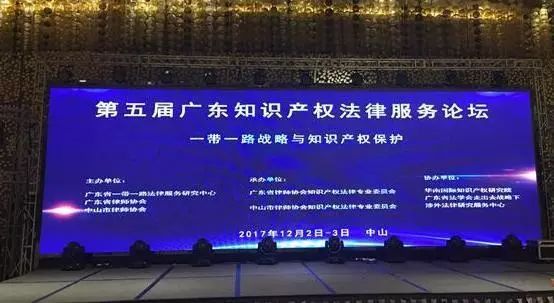 第五届广东知识产权法律服务论坛
一带一路战略与知识产权保护
主办单位:
广东省一带一路法律服务研究中心
广东省律师协会
中山市律师协会
承办单位:
广东省律师协会知识产权法律专业委员会
中山市律师协会知识产权法律专业委员会
协办单位:
华南国际知识产权研究院
广东省法学会走出去战略下
涉外法律研究服务中心
2017年12月2日-3日 中山